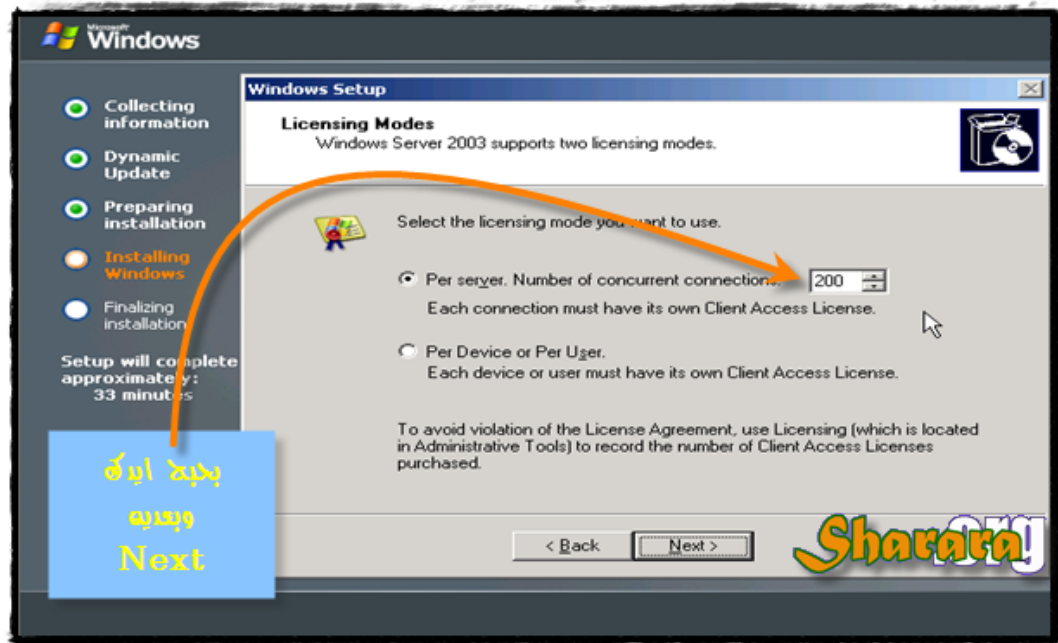 Microsoft
Windows
Collecting
information
Dynamic
Update
Preparing
installation
Installing
Windows
Finalizing
installation
Setup will complete
approximately:
33 minutes
Windows Setup
Licensing Modes
Windows Server 2003 supports two licensing modes.
Select the licensing mode you want to use.
Per server. Number of concurrent connections: 200
Each connection must have its own Client Access License.
Per Device or Per User.
Each device or user must have its own Client Access License.
To avoid violation of the License Agreement, use Licensing (which is located
in Administrative Tools) to record the number of Client Access Licenses
purchased.
< Back Next >
وبعدين
Next
Sharara.org